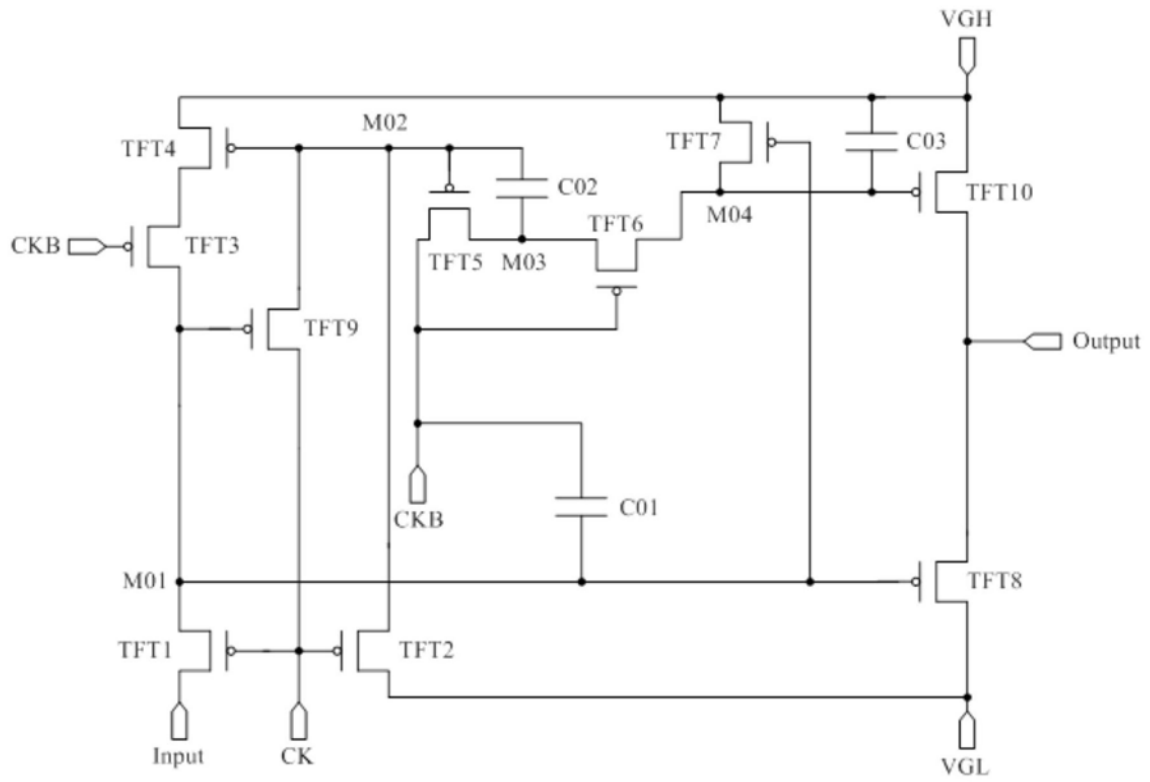 VGH
M02
TFT4
TFT7
C03
C02
TFT10
M04
TFT6
CKB
TFT3
TFT5
M03
TFT9
Output
C01
CKB
M01
TFT8
TFT1
TFT2
Input
CK
VGL